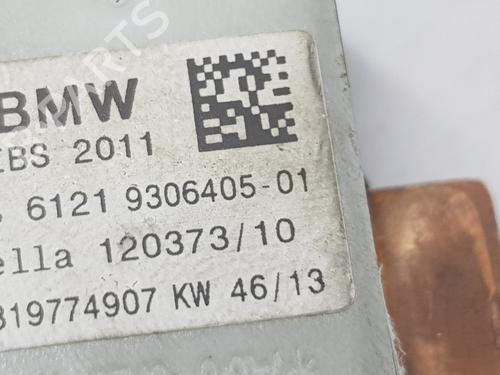 BMW
IBS 2011
6121 9306405-01
ella 120373/10
819774907 KW 46/13